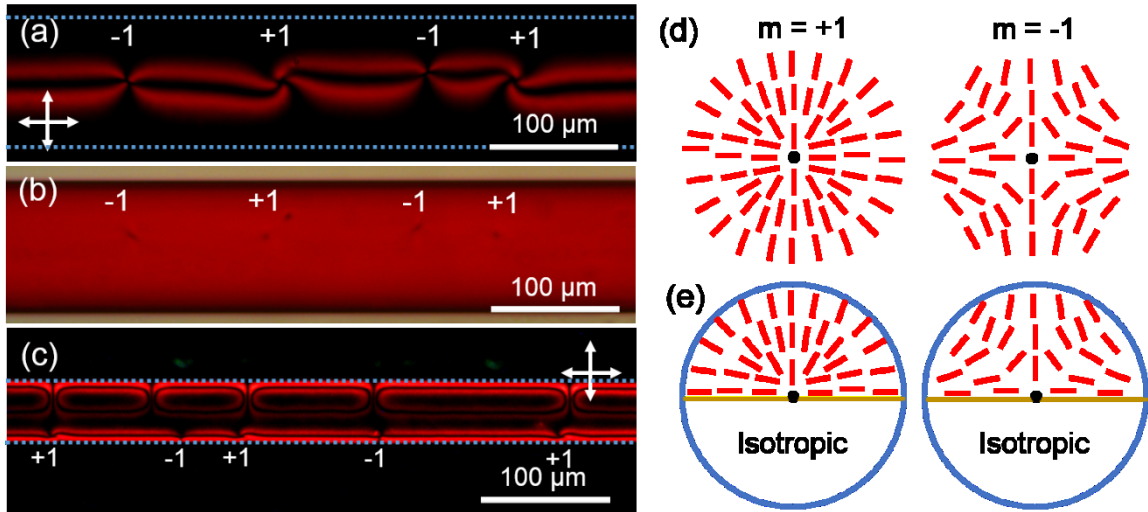 (a) -1 +1 -1 +1
100 μm
(b) -1 +1 -1 +1
100 μm
(c)
+1 -1 +1 -1 +1
100 μm
(d) m = +1 m = -1
(e)
Isotropic Isotropic